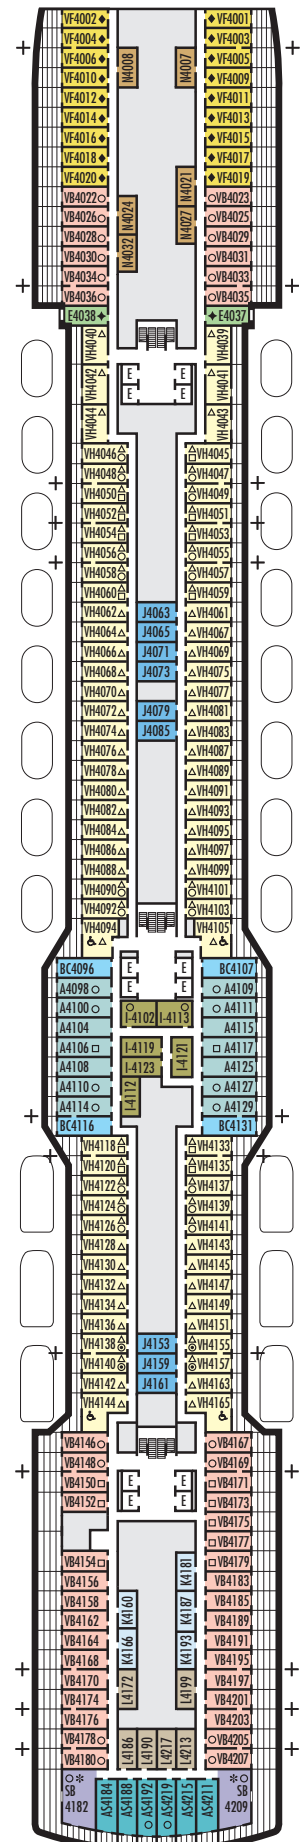 VF4002 ◆ ◆ VF4001
VF4004 ◆ ◆ VF4003
VF4006 ◆ N4008 N4007 ◆ VF4005
VF4010 ◆ ◆ VF4009
VF4012 ◆ ◆ VF4011
VF4014 ◆ ◆ VF4013
VF4016 ◆ ◆ VF4015
VF4018 ◆ ◆ VF4017
VF4020 ◆ N4021 ◆ VF4019
VB4022 N4024 VB4023
VB4026 N4027 VB4025
VB4028 VB4029
VB4030 N4032 VB4031
VB4034 VB4033
VB4036 VB4035
E4038 E4037
VH4040 VH4039
VH4042 E E VH4041
E E
VH4044 VH4043
VH4046 VH4045
VH4048 VH4047
VH4050 VH4049
VH4052 VH4051
VH4054 VH4053
VH4056 VH4055
VH4058 VH4057
VH4060 VH4059
VH4062 J4063 VH4061
VH4064 J4065 VH4067
VH4066 J4071 VH4069
VH4068 J4073 VH4075
VH4070 VH4077
VH4072 J4079 VH4081
VH4074 J4085 VH4083
VH4076 VH4087
VH4078 VH4089
VH4080 VH4091
VH4082 VH4093
VH4084 VH4095
VH4086 VH4097
VH4088 VH4099
VH4090 VH4101
VH4092 VH4103
VH4094 VH4105
BC4096 E E BC4107
A4098 E E A4109
A4100 I-4102 I-4113 A4111
A4104 A4115
A4106 I-4119 I-4121 A4117
A4108 I-4123 A4125
A4110 I-4112 A4127
A4114 A4129
BC4116 BC4131
VH4118 VH4133
VH4120 VH4135
VH4122 VH4137
VH4124 VH4139
VH4126 VH4141
VH4128 VH4143
VH4130 VH4145
VH4132 VH4147
VH4134 VH4149
VH4136 VH4151
VH4138 J4153 VH4155
VH4140 J4159 VH4157
VH4142 J4161 VH4163
VH4144 VH4165
VB4146 VB4167
VB4148 E E VB4169
VB4150 E E VB4171
VB4152 VB4173
VB4175
VB4177
VB4154 K4181 VB4179
VB4156 VB4183
VB4158 K4160 K4187 VB4185
VB4162 VB4189
VB4164 K4166 K4193 VB4191
VB4168 VB4195
VB4170 L4172 L4199 VB4197
VB4174 VB4201
VB4176 VB4203
VB4178 L4186 L4190 L4217 L4213 VB4205
VB4180 VB4207
SB 4182 AS4184 AS4188 AS4192 AS4219 AS4215 AS4211 SB 4209